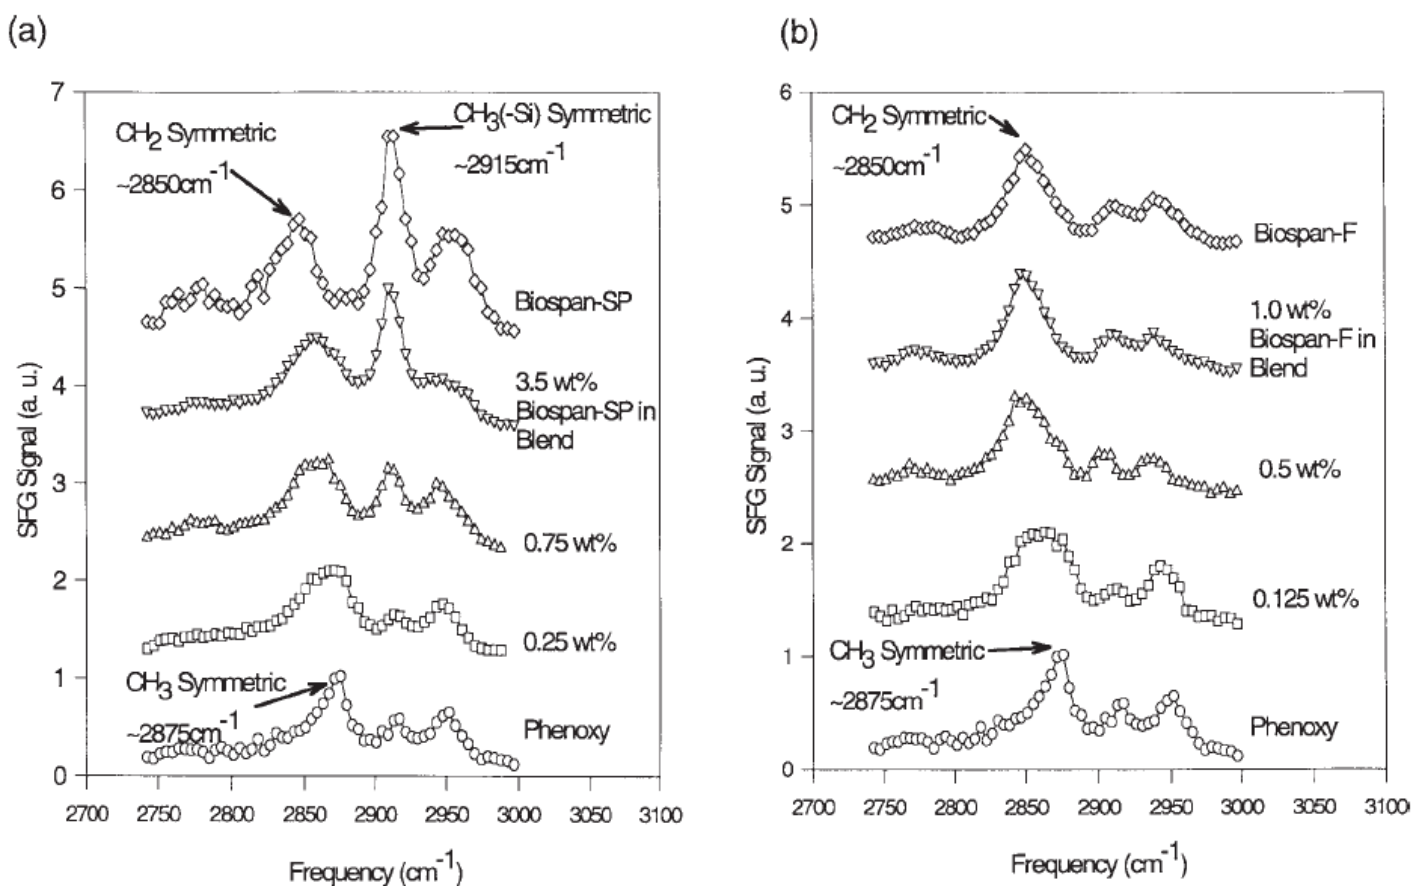 (a)
7
6
5
4
3
2
1
0
SFG Signal (a. u.)
CH2 Symmetric
~2850cm-1
CH3(-Si) Symmetric
~2915cm-1
Biospan-SP
3.5 wt%
Biospan-SP in
Blend
0.75 wt%
0.25 wt%
CH3 Symmetric
~2875cm-1
Phenoxy
2700 2750 2800 2850 2900 2950 3000 3050 3100
Frequency (cm-1)
(b)
6
5
4
3
2
1
0
SFG Signal (a. u.)
CH2 Symmetric
~2850cm-1
Biospan-F
1.0 wt%
Biospan-F in
Blend
0.5 wt%
0.125 wt%
CH3 Symmetric
~2875cm-1
Phenoxy
2700 2750 2800 2850 2900 2950 3000 3050 3100
Frequency (cm-1)